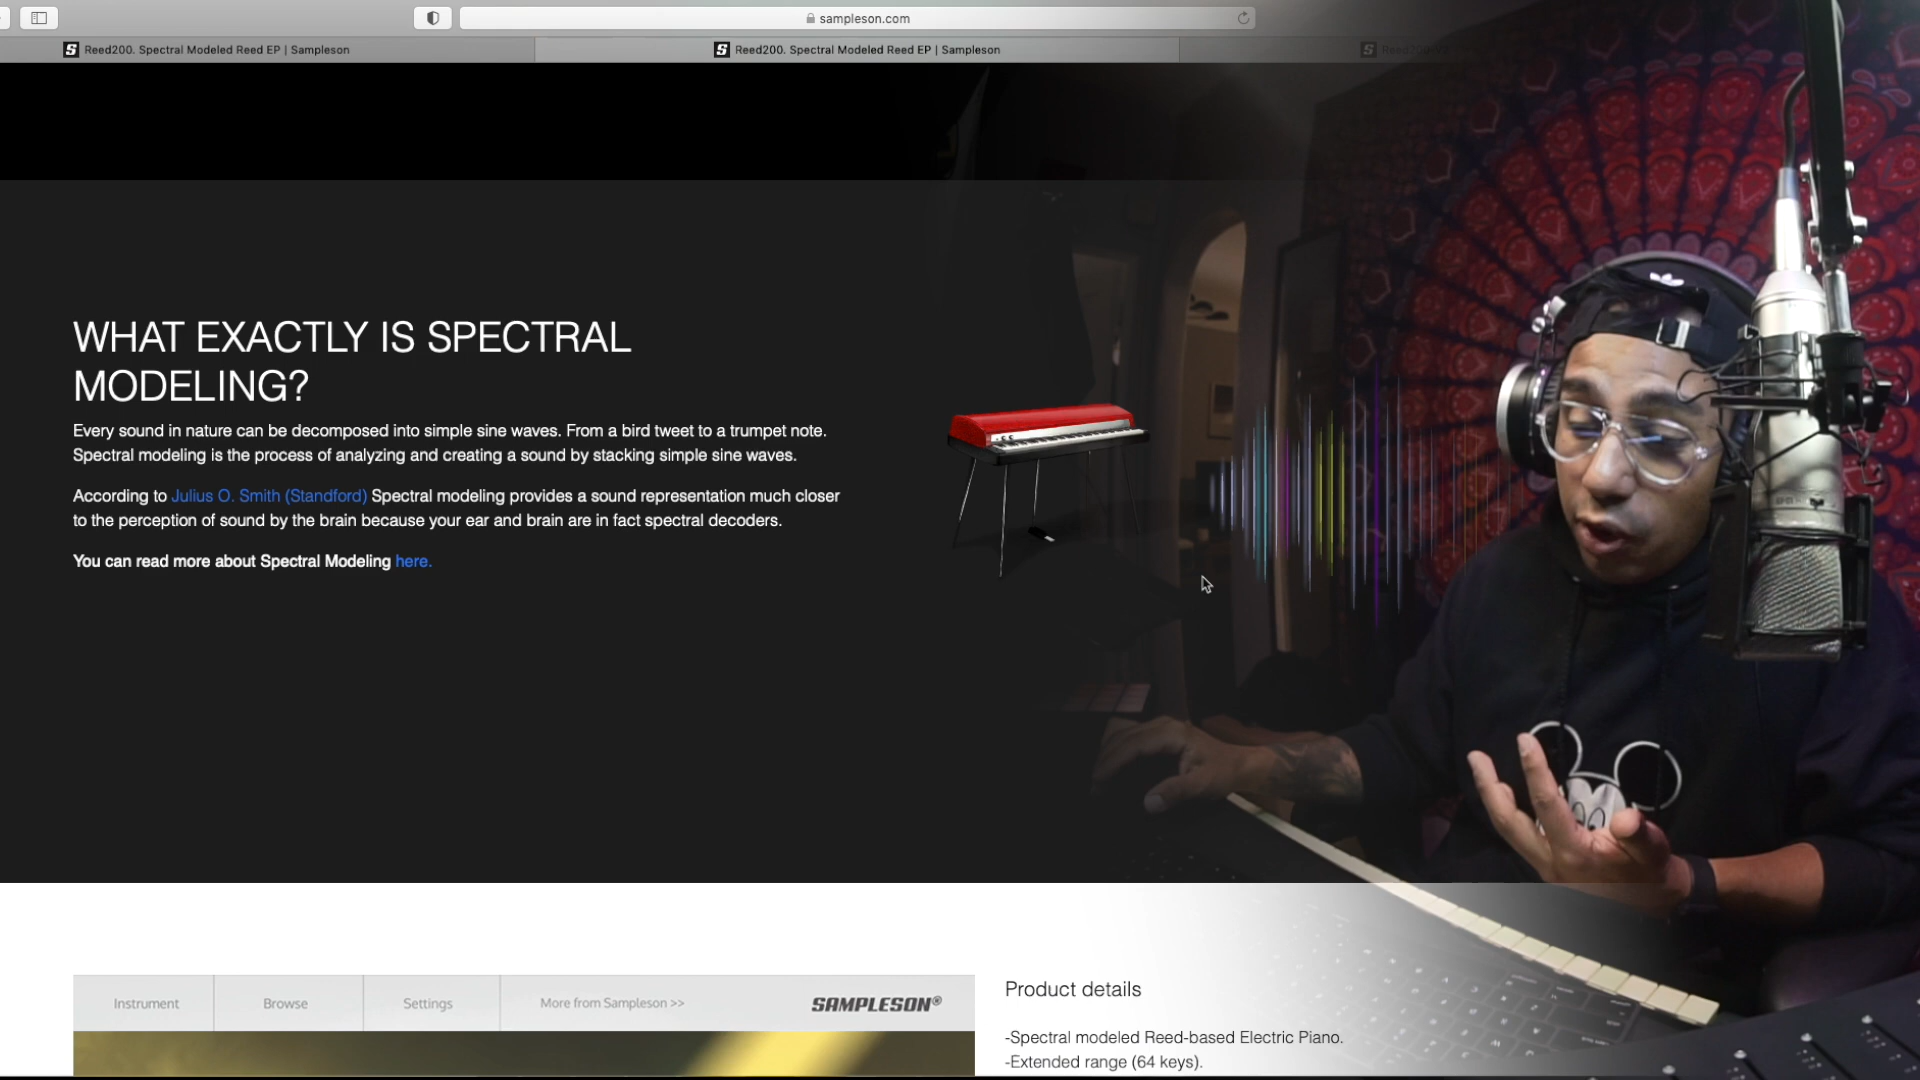 sampleson.com
Reed200. Spectral Modeled Reed EP | Sampleson
Reed200. Spectral Modeled Reed EP | Sampleson
WHAT EXACTLY IS SPECTRAL
MODELING?
Every sound in nature can be decomposed into simple sine waves. From a bird tweet to a trumpet note.
Spectral modeling is the process of analyzing and creating a sound by stacking simple sine waves.
According to Julius O. Smith (Standford) Spectral modeling provides a sound representation much closer
to the perception of sound by the brain because your ear and brain are in fact spectral decoders.
You can read more about Spectral Modeling here.
Instrument
Browse
Settings
More from Sampleson >>
SAMPLESON®
Product details
-Spectral modeled Reed-based Electric Piano.
-Extended range (64 keys).